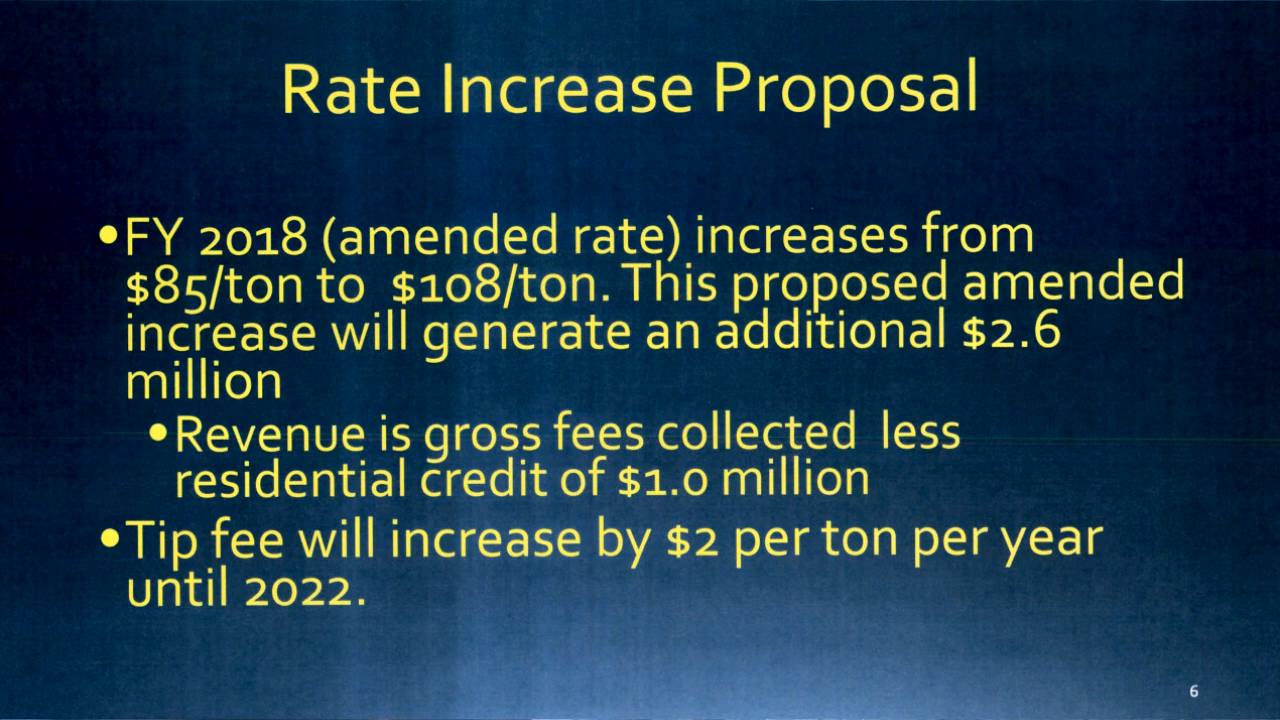 Rate Increase Proposal
•FY 2018 (amended rate) increases from
$85/ton to $108/ton. This proposed amended
increase will generate an additional $2.6
million
•Revenue is gross fees collected less
residential credit of $1.0 million
•Tip fee will increase by $2 per ton per year
until 2022.
6